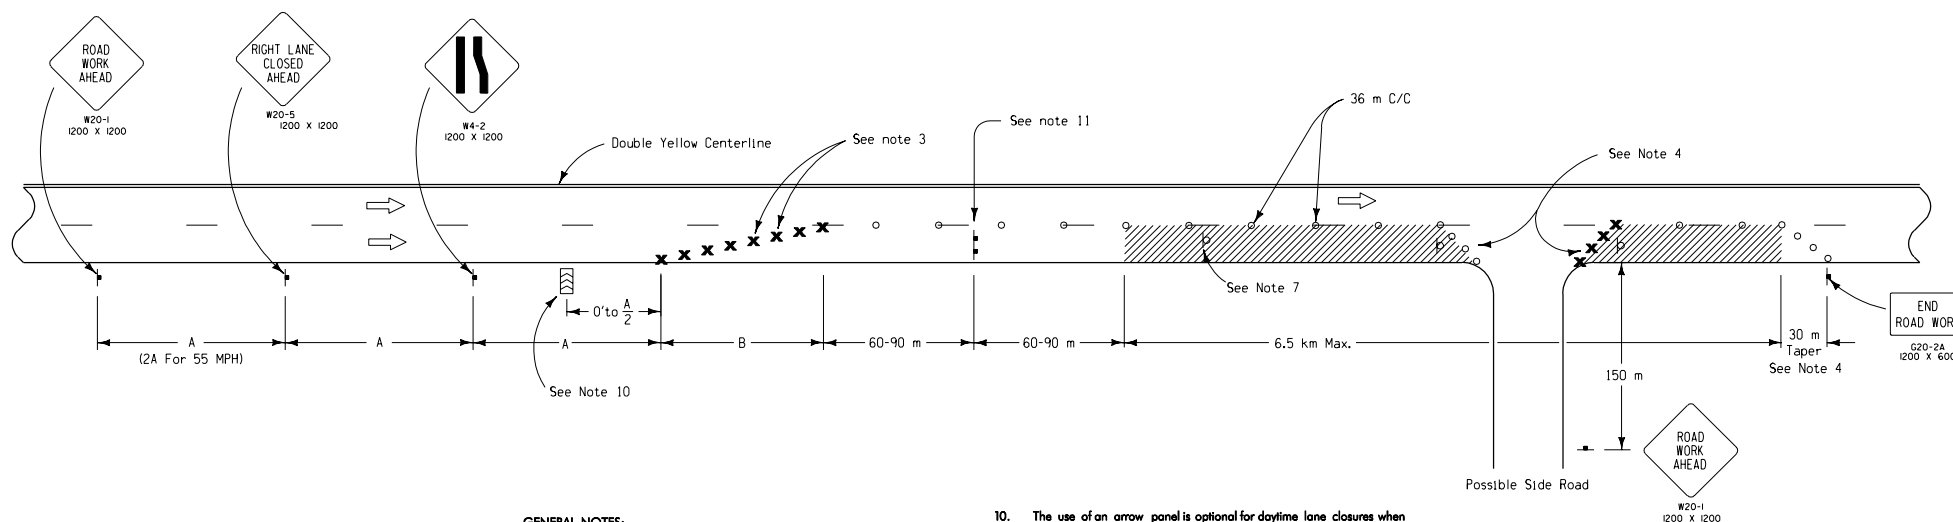 ROAD
WORK
AHEAD
W20-1
1200 X 1200
RIGHT LANE
CLOSED
AHEAD
W20-5
1200 X 1200
W4-2
1200 X 1200
Double Yellow Centerline
See note 3
See note 11
36 m C/C
See Note 4
See Note 7
0' to A/2
A
(2A For 55 MPH)
A
A
B
60-90 m
60-90 m
6.5 km Max.
30 m
Taper
See Note 4
END
ROAD WOR
G20-2A
1200 X 600
See Note 10
150 m
Possible Side Road
ROAD
WORK
AHEAD
W20-1
1200 X 1200
GENERAL NOTES:
10. The use of an arrow panel is optional for daytime lane closures when